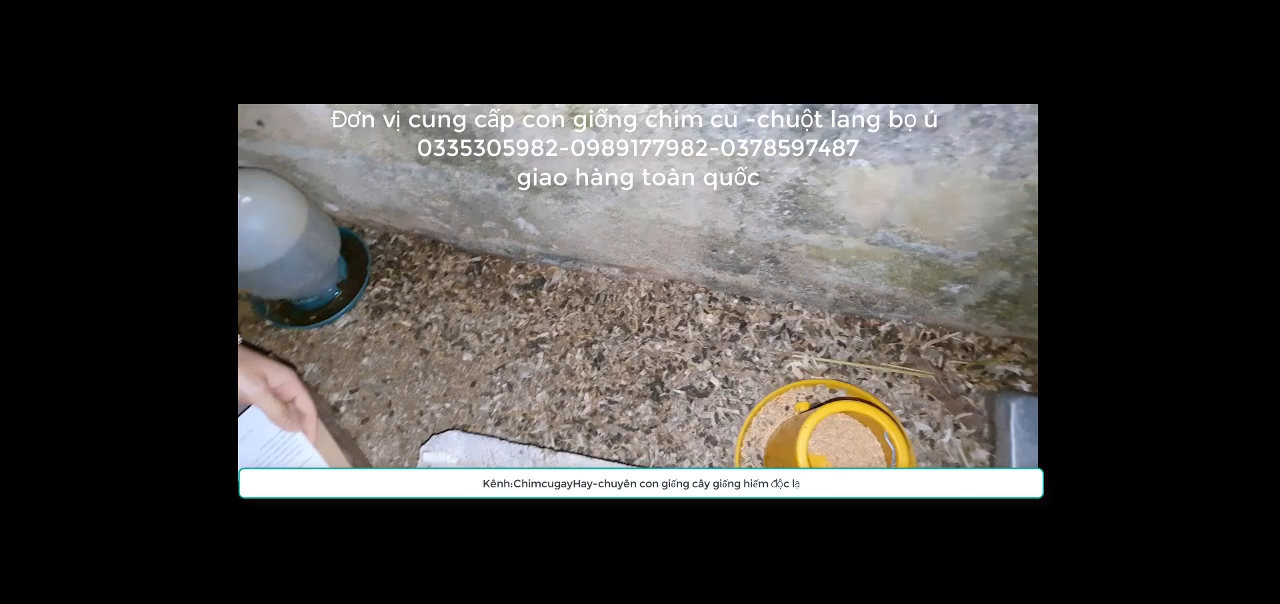 Đơn vị cung cấp con giống chim cu -chuột lang bọ ú
0335305982-0989177982-0378597487
giao hàng toàn quốc
Kênh:ChimcugayHay-chuyên con giống cây giống hiếm độc lạ